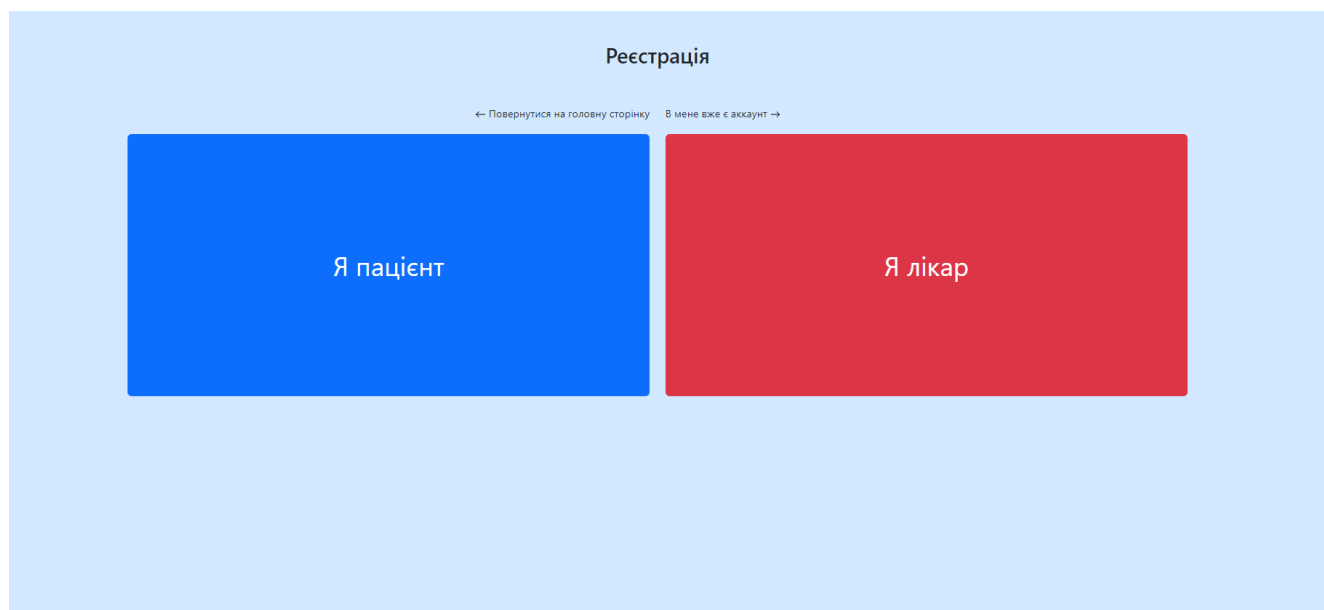 Реєстрація
← Повернутися на головну сторінку В мене вже є аккаунт →
Я пацієнт
Я лікар